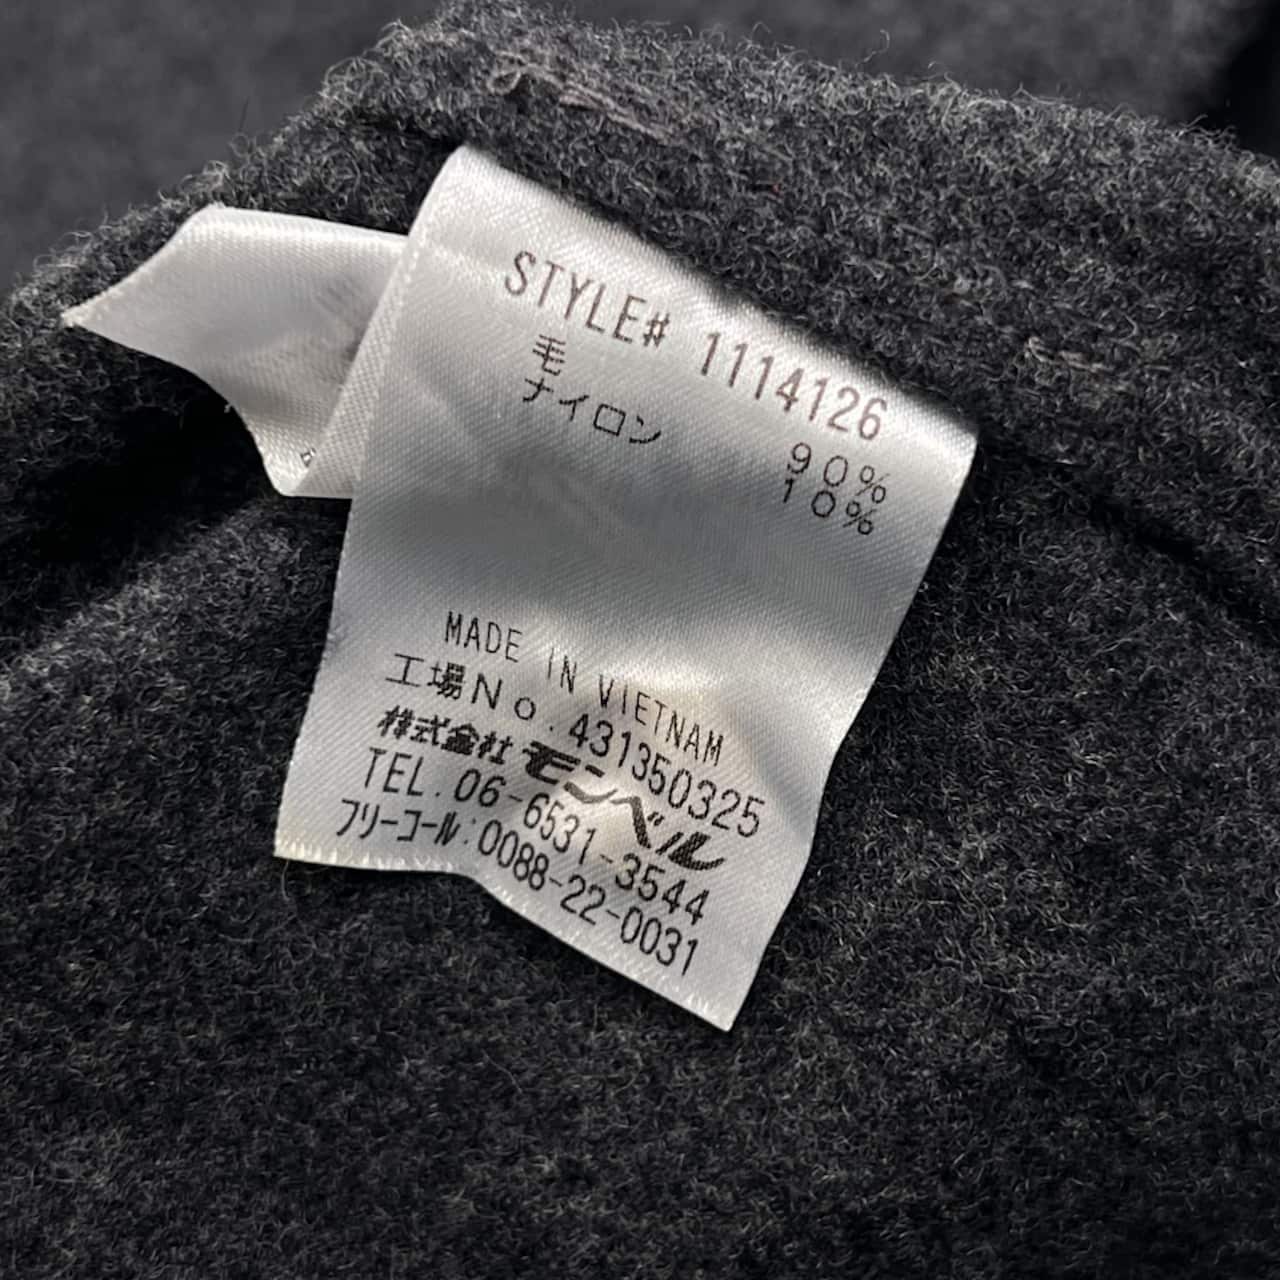 STYLE# 1114126
毛 90%
ナイロン 10%
MADE IN VIETNAM
工場No.431350325
株式会社モンベル
TEL.06-6531-3544
フリーコール:0088-22-0031